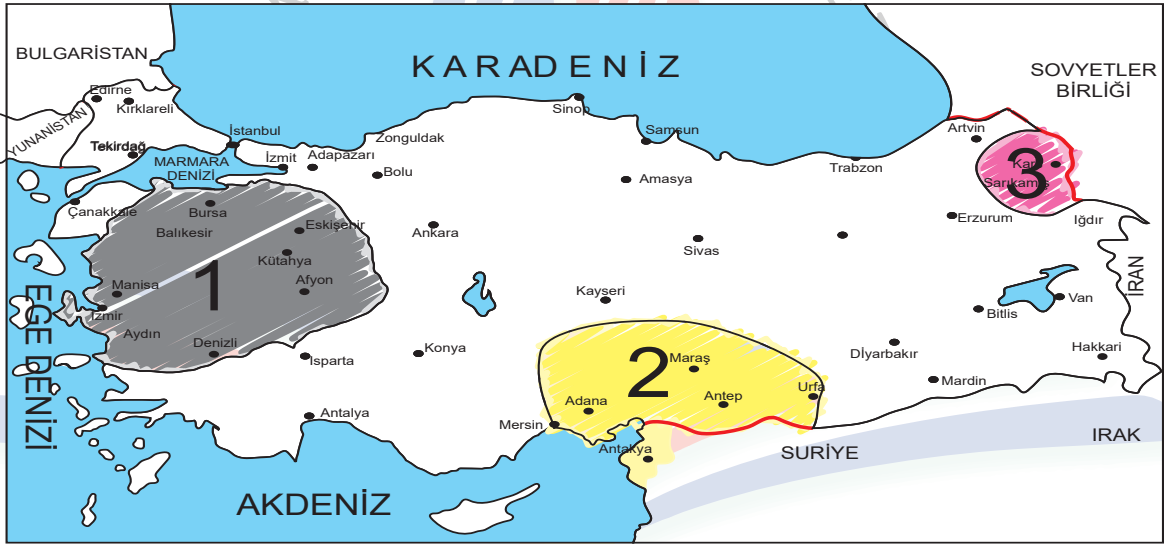 BULGARİSTAN
KARADENİZ
SOVYETLER
BİRLİĞİ
Edirne
Kırklareli
YUNANİSTAN
Tekirdağ
İstanbul
MARMARA
DENİZİ
İzmit
Adapazarı
Zonguldak
Bolu
Sinop
Samsun
Amasya
Trabzon
Artvin
Kars
Sarıkamış
3
Çanakkale
Bursa
Balıkesir
Eskişehir
Kütahya
Afyon
1
Manisa
İzmir
Aydın
Denizli
EGE DENİZİ
Ankara
Sivas
Erzurum
Iğdır
İRAN
Kayseri
Van
Bitlis
Isparta
Konya
2
Maraş
Adana
Antep
Urfa
Dİyarbakır
Mardin
Hakkari
Antalya
Mersin
Antakya
SURİYE
IRAK
AKDENİZ